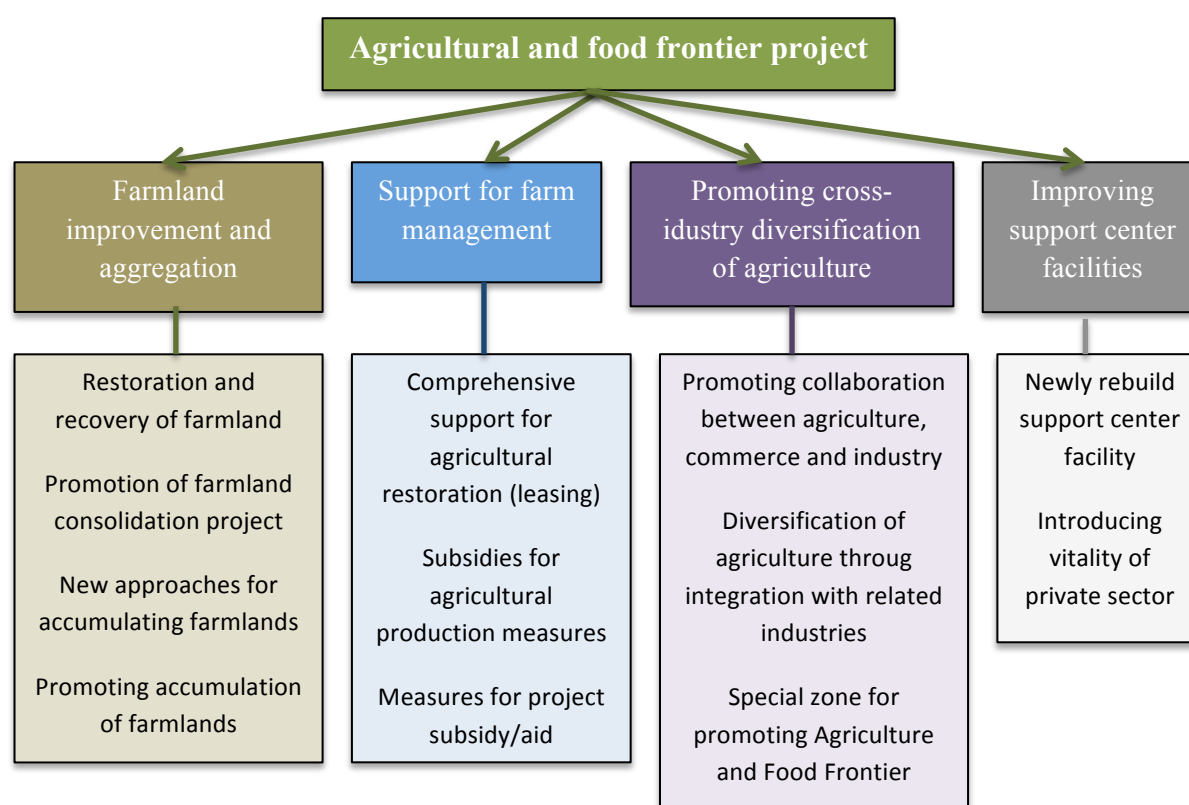 Agricultural and food frontier project
Farmland
improvement and
aggregation
Restoration and
recovery of farmland
Promotion of farmland
consolidation project
New approaches for
accumulating farmlands
Promoting accumulation
of farmlands
Support for farm
management
Comprehensive
support for
agricultural
restoration (leasing)
Subsidies for
agricultural
production measures
Measures for project
subsidy/aid
Promoting cross-
idustry diversification
of agriculture
Promoting collaboration
between agriculture,
commerce and industry
Diversification of
agriculture throug
integration with related
industries
Special zone for
promoting Agriculture
and Food Frontier
Improving
support center
facilities
Newly rebuild
support center
facility
Introducing
vitality of
private sector